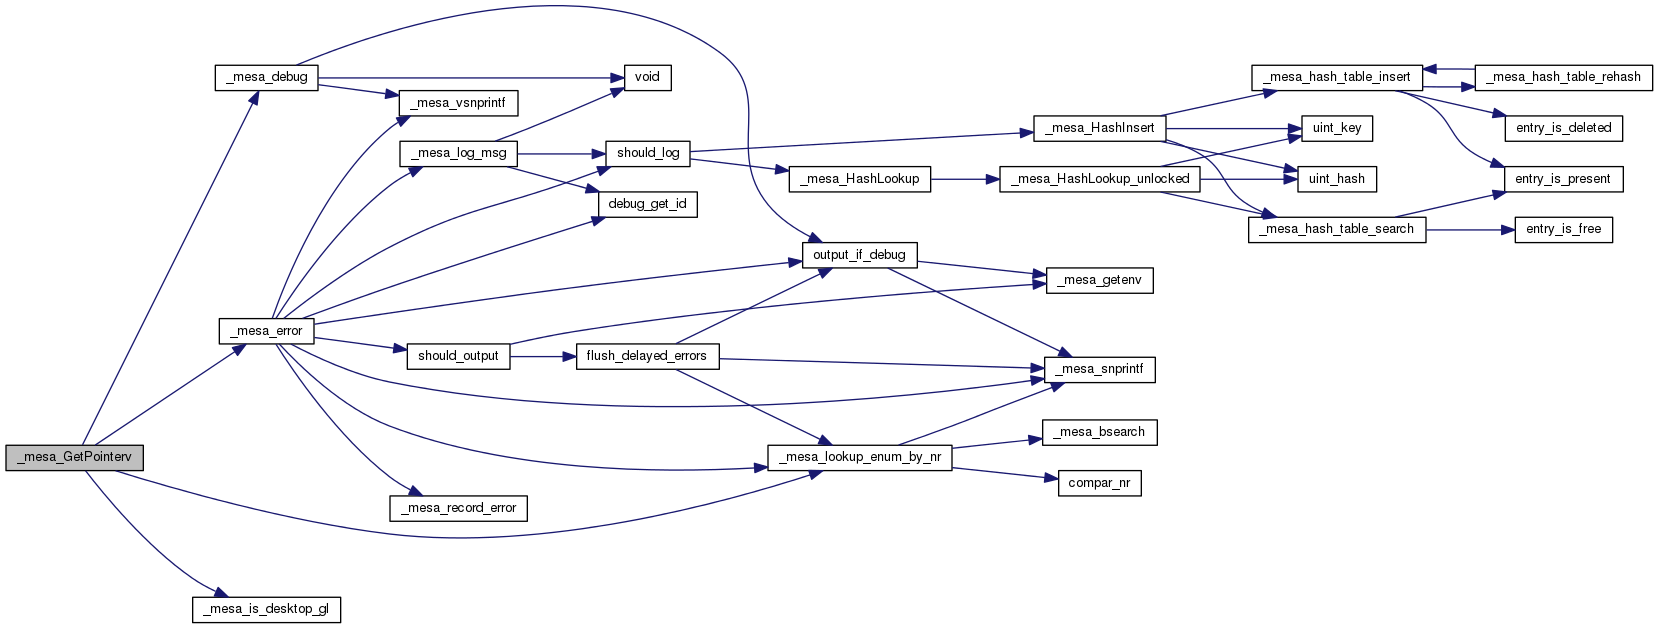 _mesa_debug
void
_mesa_hash_table_insert
_mesa_hash_table_rehash
_mesa_vsnprintf
_mesa_HashInsert
uint_key
entry_is_deleted
_mesa_log_msg
should_log
_mesa_HashLookup
_mesa_HashLookup_unlocked
uint_hash
entry_is_present
debug_get_id
_mesa_hash_table_search
entry_is_free
output_if_debug
_mesa_getenv
_mesa_error
should_output
flush_delayed_errors
_mesa_snprintf
_mesa_GetPointerv
_mesa_lookup_enum_by_nr
_mesa_bsearch
compar_nr
_mesa_record_error
_mesa_is_desktop_gl